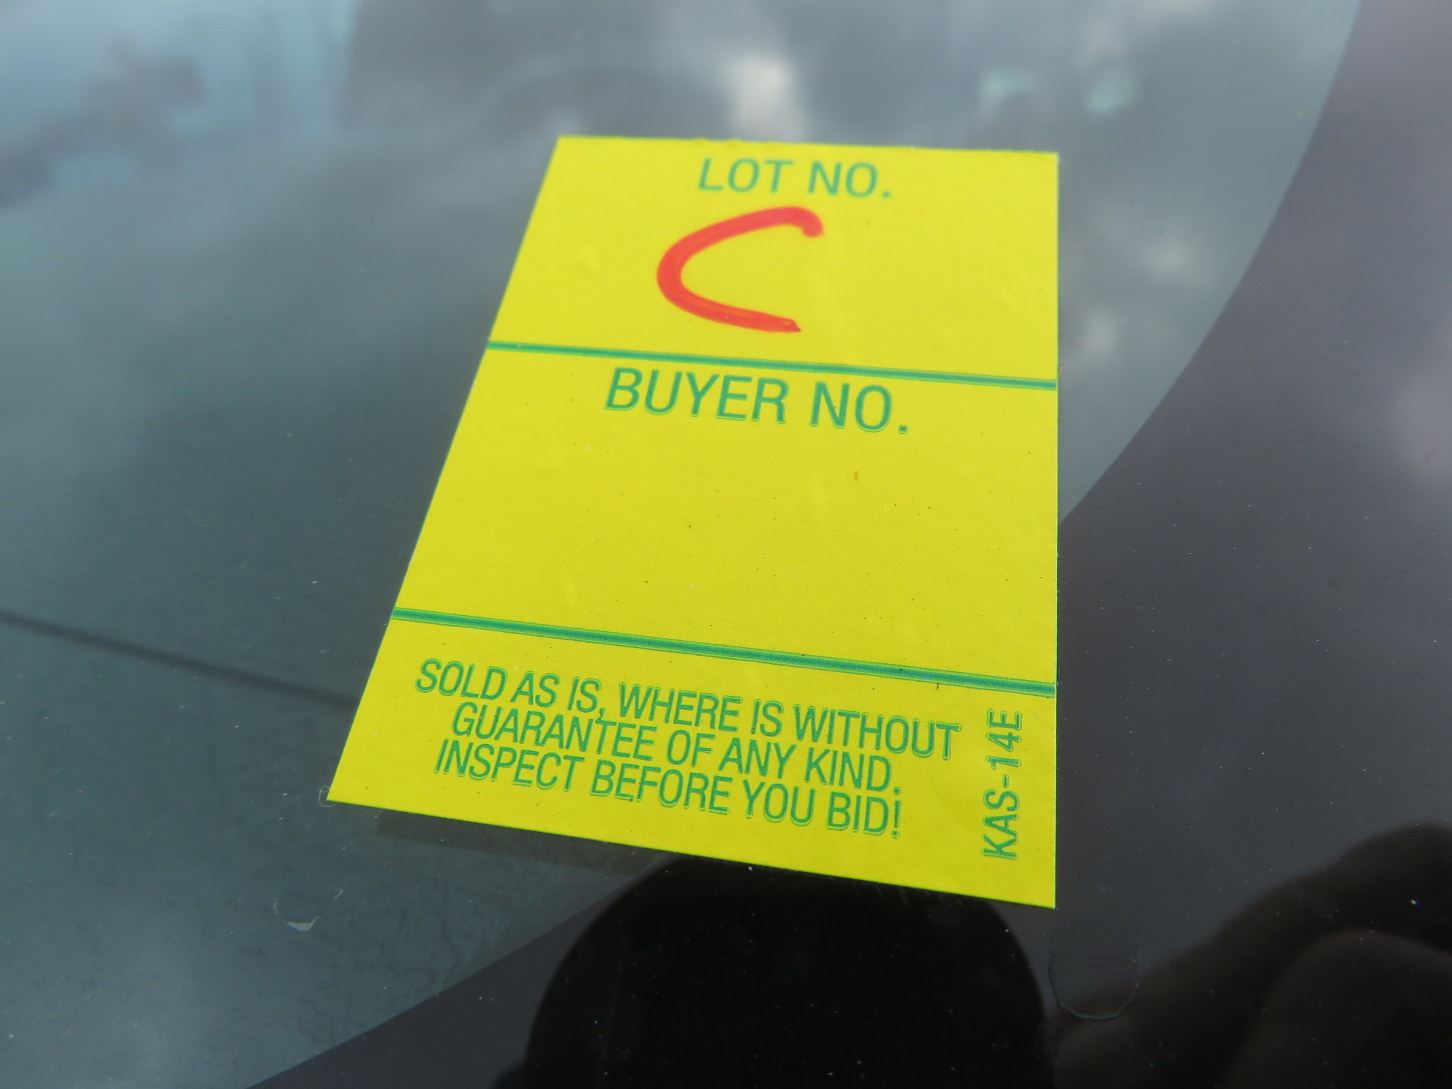 LOT NO.
C
BUYER NO.
SOLD AS IS, WHERE IS WITHOUT
GUARANTEE OF ANY KIND.
INSPECT BEFORE YOU BID!
KAS-14E